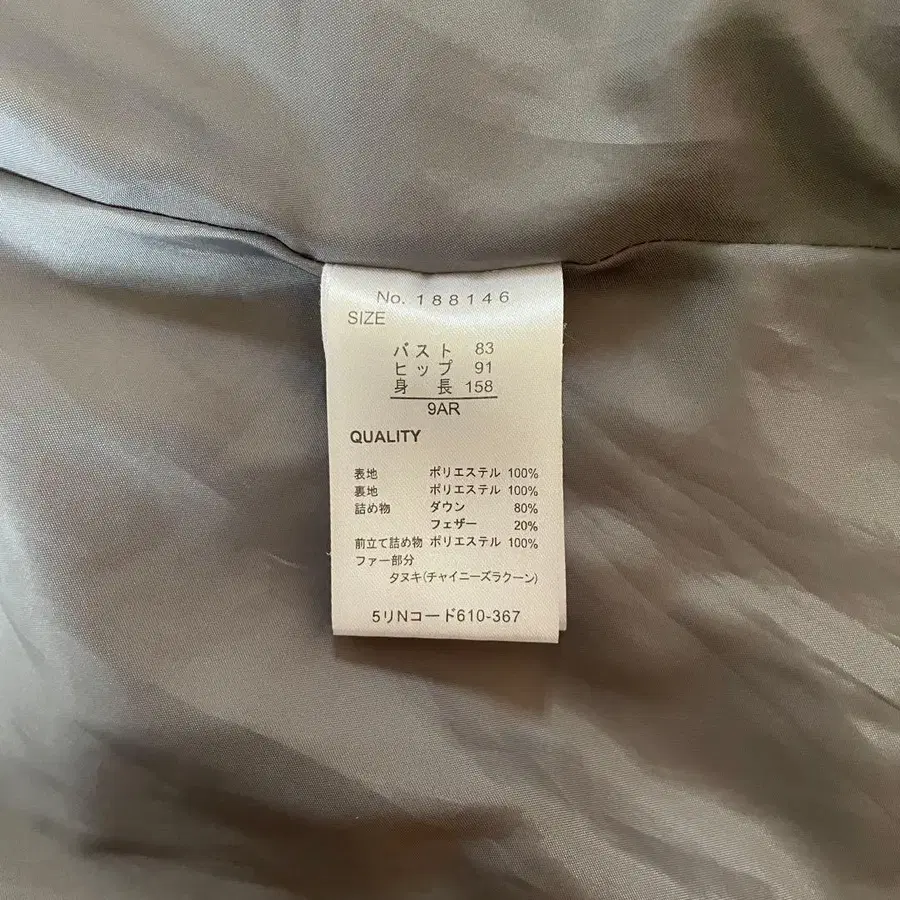 No. 188146
SIZE
バスト 83
ヒップ 91
身長 158
9AR
QUALITY
表地 ポリエステル 100%
裏地 ポリエステル 100%
詰め物 ダウン 80%
フェザー 20%
前立て詰め物 ポリエステル 100%
ファー部分
タヌキ(チャイニーズラクーン)
5リNコード610-367